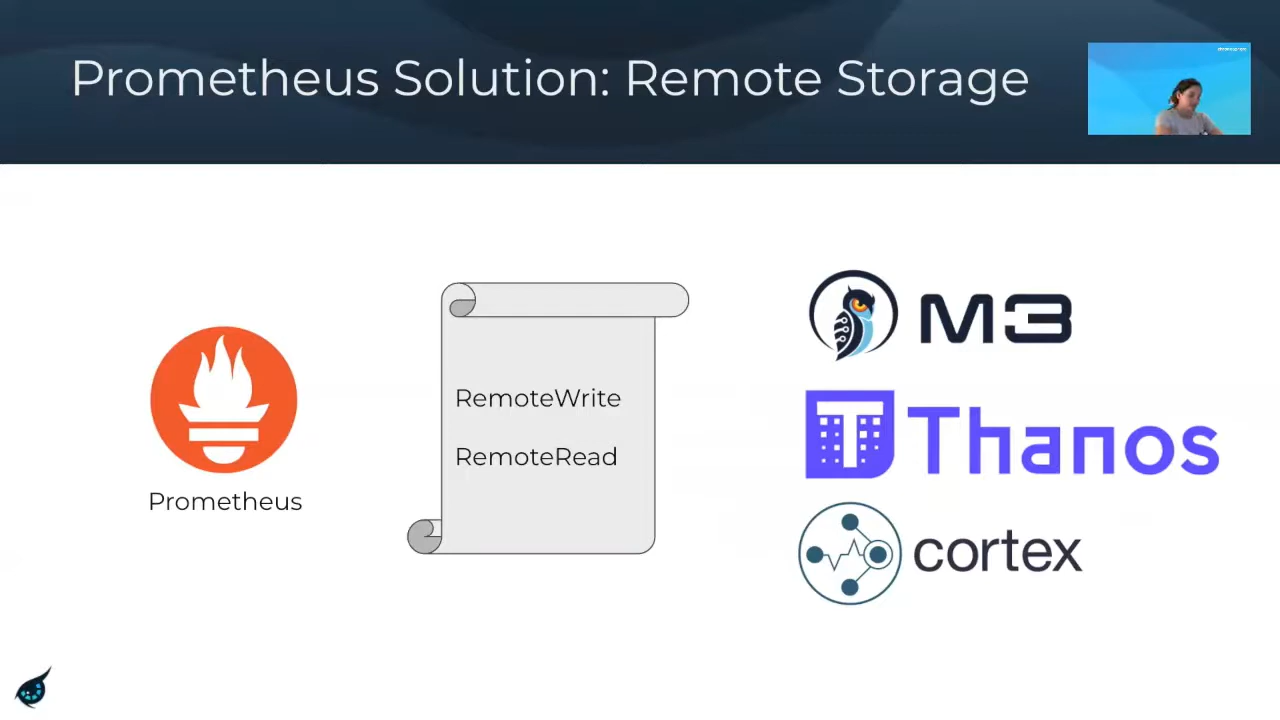 Prometheus Solution: Remote Storage
RemoteWrite
RemoteRead
Prometheus
M3
Thanos
cortex